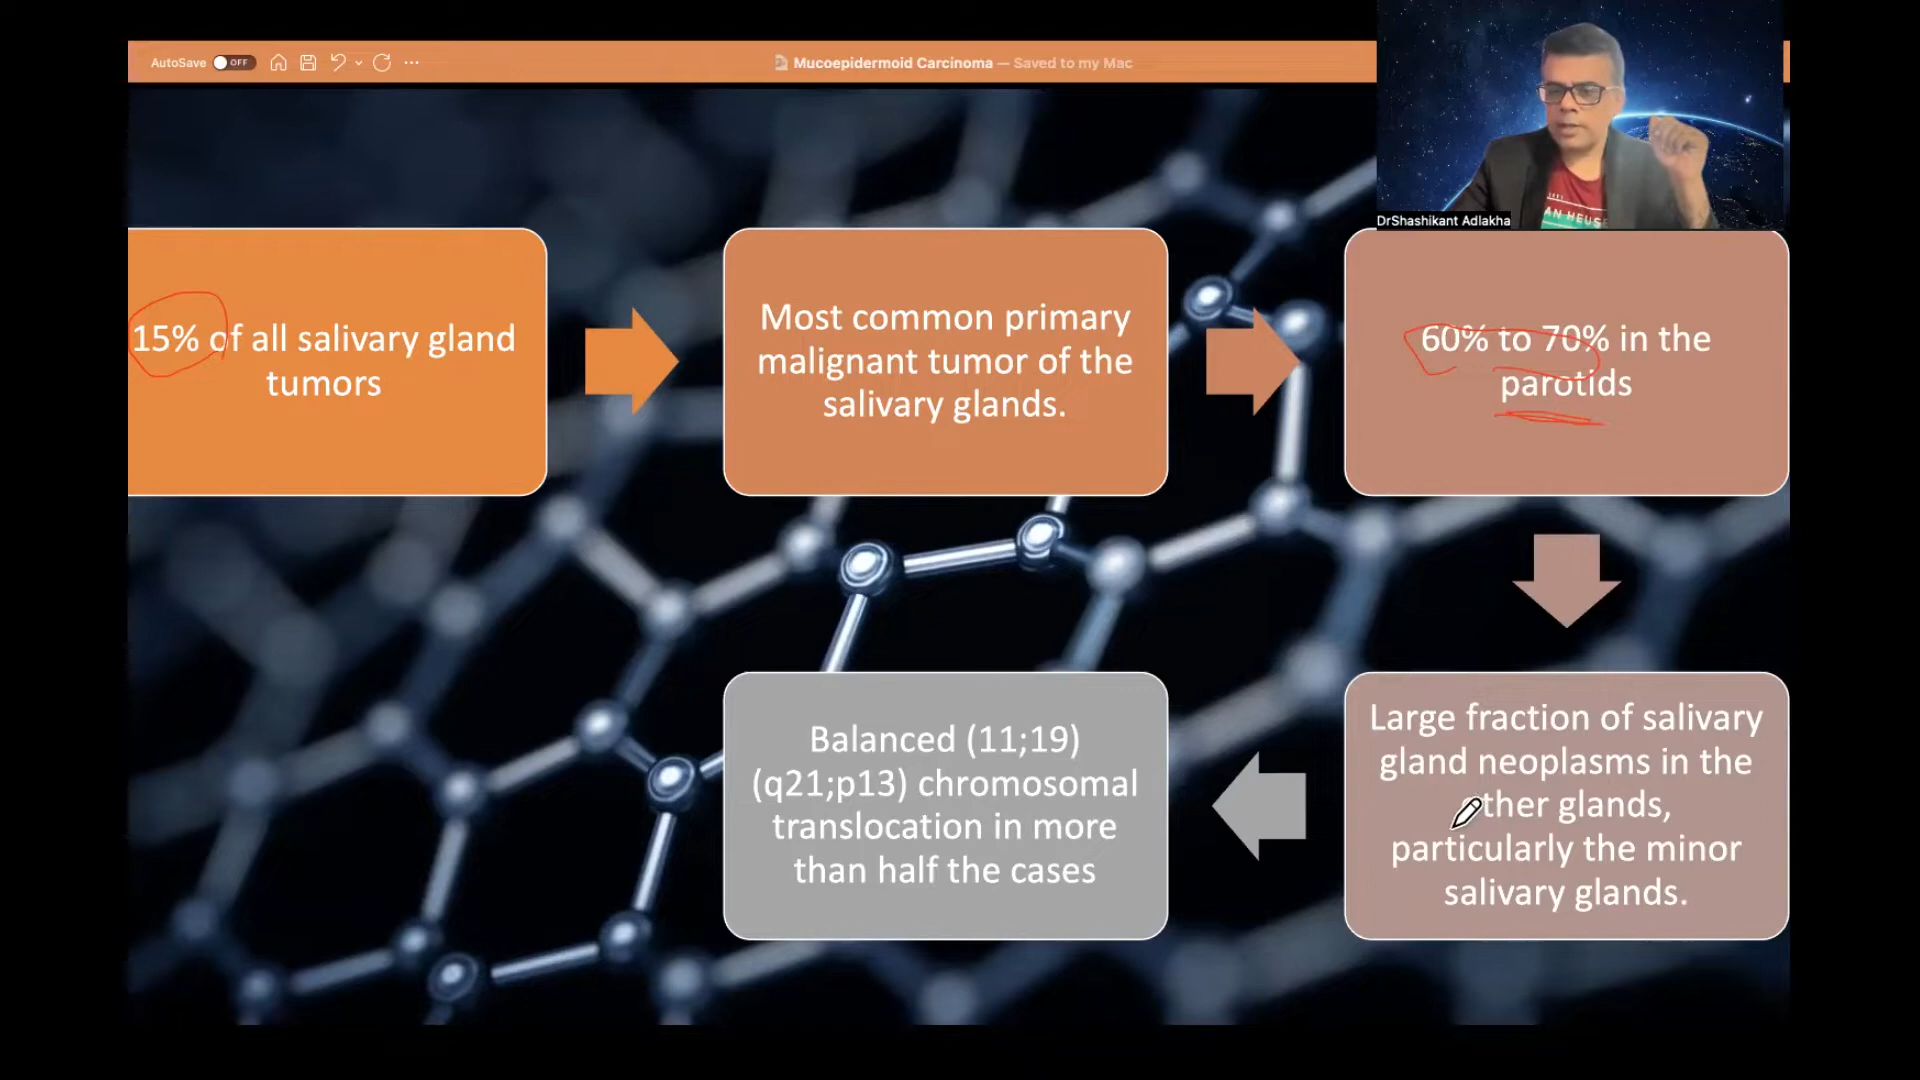 AutoSave OFF
Mucoepidermoid Carcinoma — Saved to my Mac
DrShashikant Adlakha
AN HEUSE
15% of all salivary gland
tumors
Most common primary
malignant tumor of the
salivary glands.
60% to 70% in the
parotids
Large fraction of salivary
gland neoplasms in the
ther glands,
particularly the minor
salivary glands.
Balanced (11;19)
(q21;p13) chromosomal
translocation in more
than half the cases